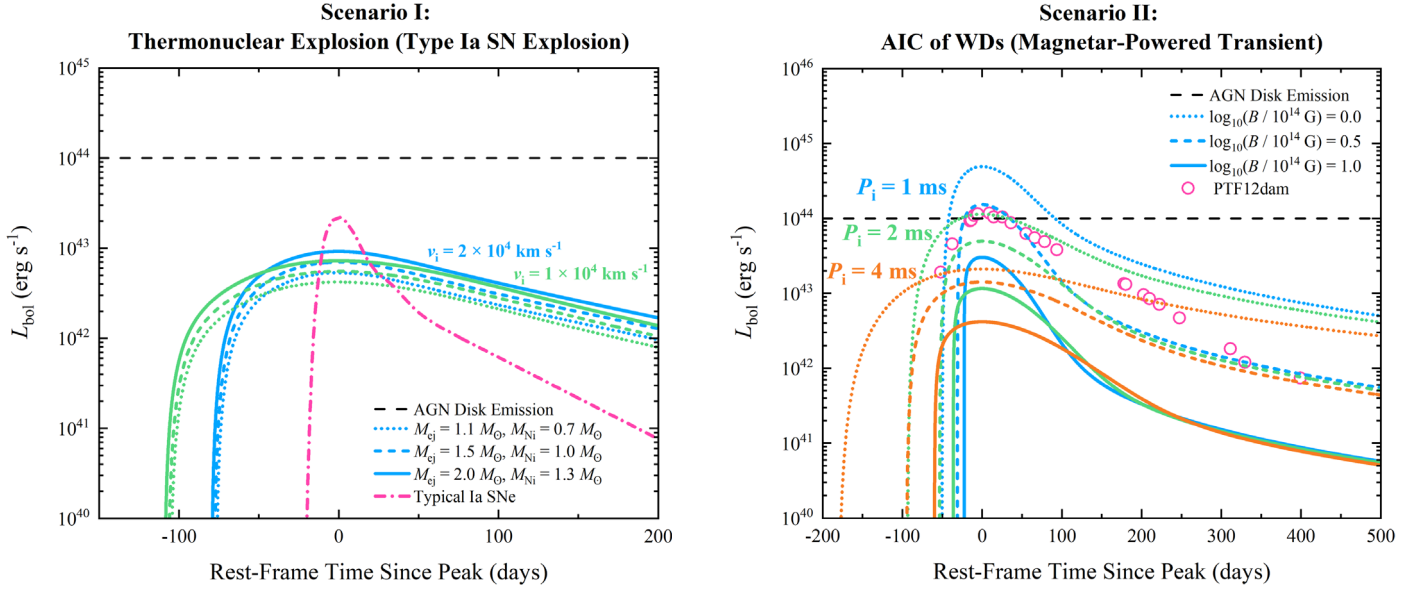 Scenario I:
Thermonuclear Explosion (Type Ia SN Explosion)
10^45
10^44
10^43
10^42
10^41
10^40
L_bol (erg s^-1)
v_i = 2 × 10^4 km s^-1
v_i = 1 × 10^4 km s^-1
AGN Disk Emission
M_ej = 1.1 M_⊙, M_Ni = 0.7 M_⊙
M_ej = 1.5 M_⊙, M_Ni = 1.0 M_⊙
M_ej = 2.0 M_⊙, M_Ni = 1.3 M_⊙
Typical Ia SNe
-100 0 100 200
Rest-Frame Time Since Peak (days)
Scenario II:
AIC of WDs (Magnetar-Powered Transient)
10^46
10^45
10^44
10^43
10^42
10^41
10^40
L_bol (erg s^-1)
AGN Disk Emission
log_10(B / 10^14 G) = 0.0
log_10(B / 10^14 G) = 0.5
log_10(B / 10^14 G) = 1.0
PTF12dam
P_i = 1 ms
P_i = 2 ms
P_i = 4 ms
-200 -100 0 100 200 300 400 500
Rest-Frame Time Since Peak (days)